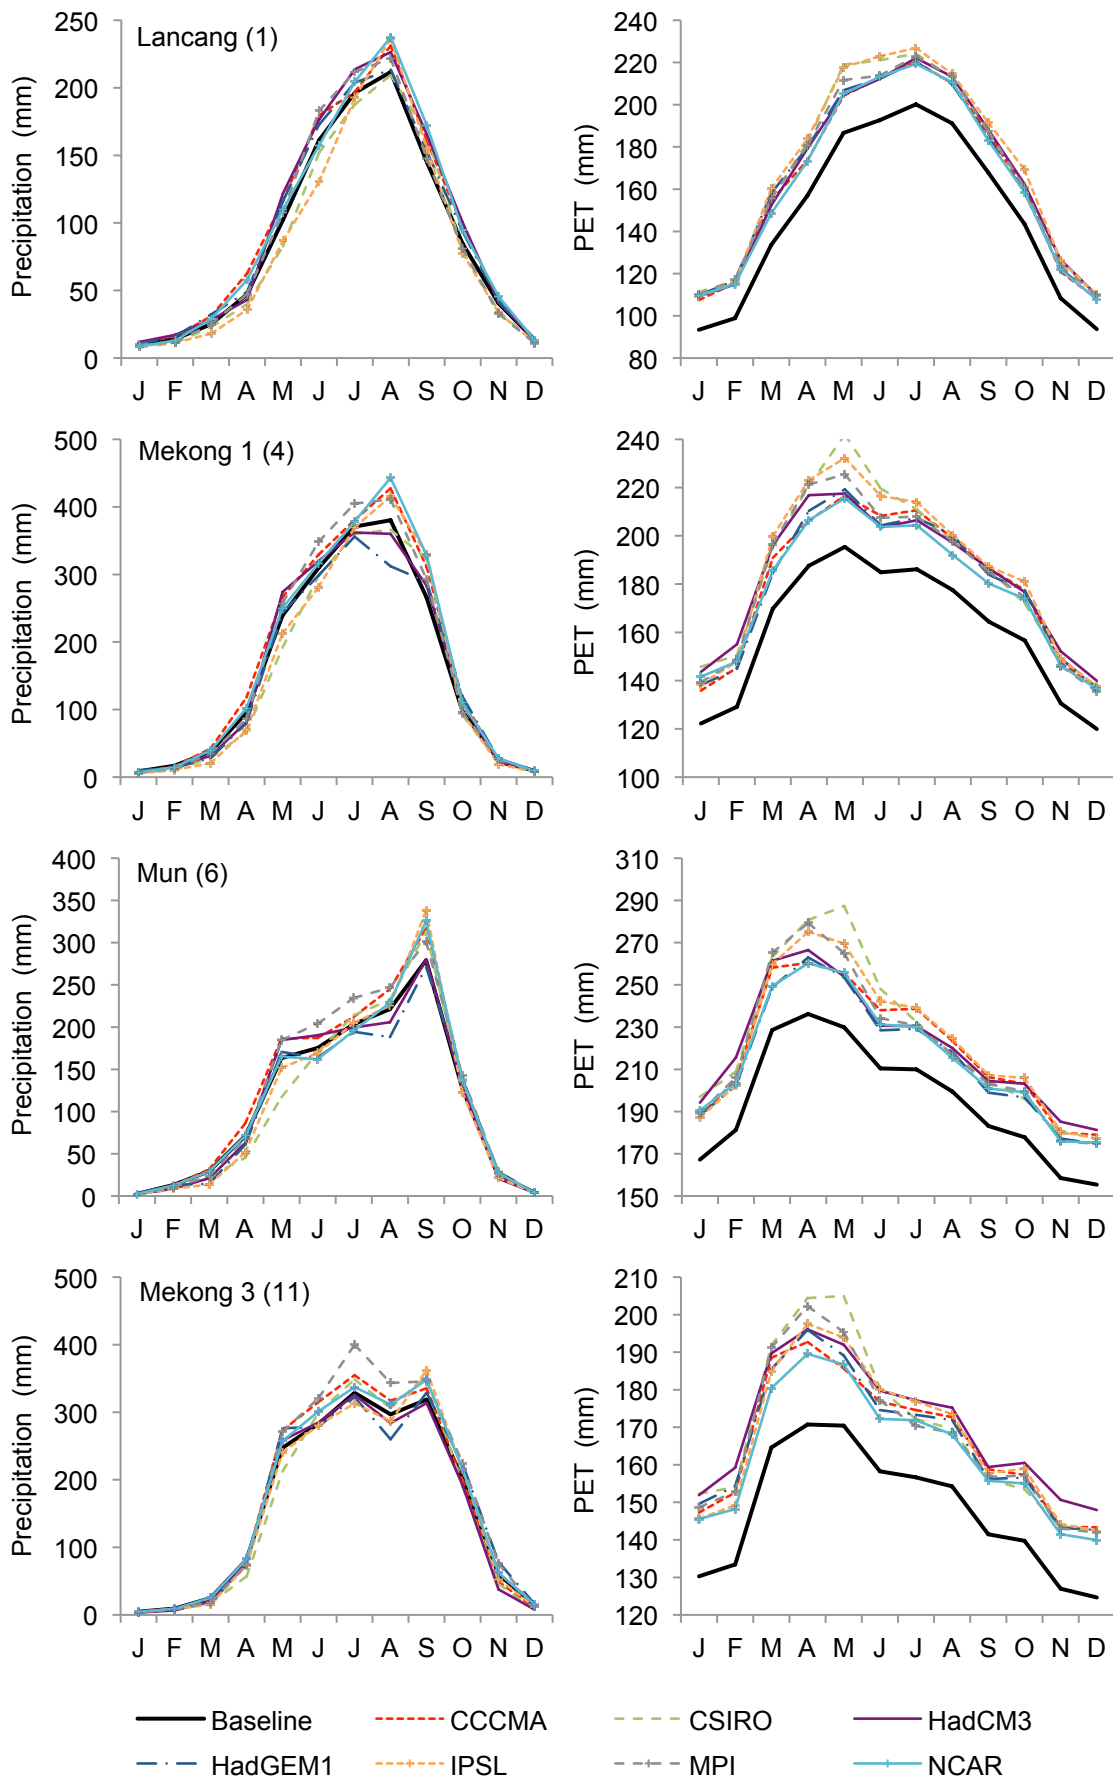 Lancang (1)
Precipitation (mm)
250
200
150
100
50
0
J F M A M J J A S O N D
PET (mm)
240
220
200
180
160
140
120
100
80
J F M A M J J A S O N D
Mekong 1 (4)
Precipitation (mm)
500
400
300
200
100
0
J F M A M J J A S O N D
PET (mm)
240
220
200
180
160
140
120
100
J F M A M J J A S O N D
Mun (6)
Precipitation (mm)
400
350
300
250
200
150
100
50
0
J F M A M J J A S O N D
PET (mm)
310
290
270
250
230
210
190
170
150
J F M A M J J A S O N D
Mekong 3 (11)
Precipitation (mm)
500
400
300
200
100
0
J F M A M J J A S O N D
PET (mm)
210
200
190
180
170
160
150
140
130
120
J F M A M J J A S O N D
Baseline CCCMA CSIRO HadCM3
HadGEM1 IPSL MPI NCAR